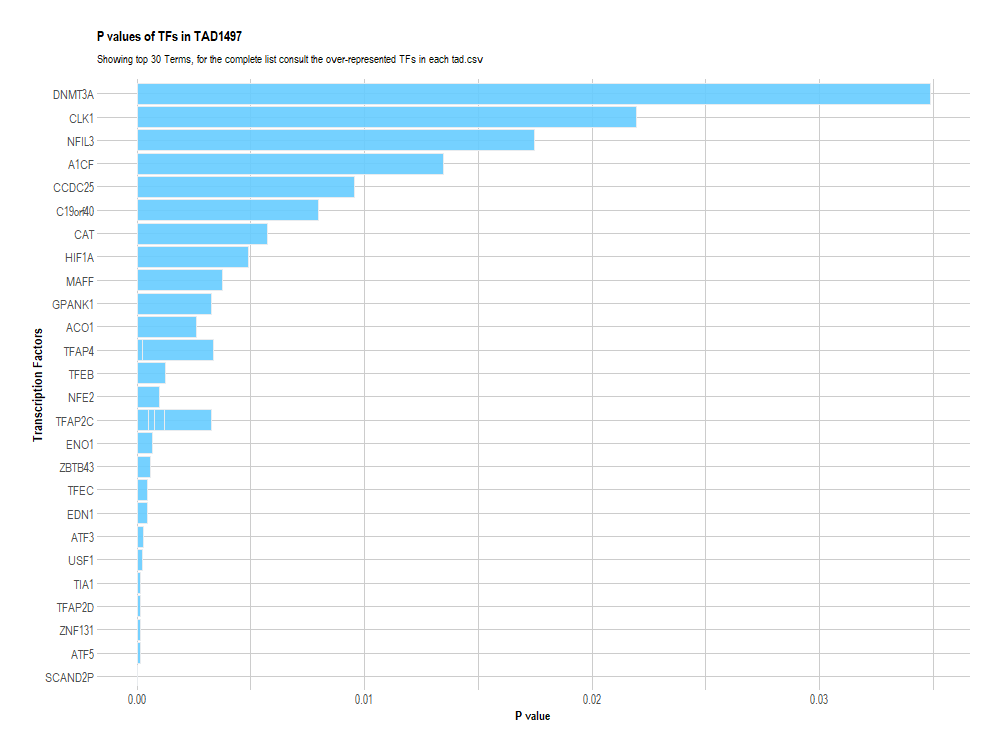 P values of TFs in TAD1497
Showing top 30 Terms, for the complete list consult the over-represented TFs in each tad.csv
Transcription Factors
DNMT3A
CLK1
NFIL3
A1CF
CCDC25
C19orf40
CAT
HIF1A
MAFF
GPANK1
ACO1
TFAP4
TFEB
NFE2
TFAP2C
ENO1
ZBTB43
TFEC
EDN1
ATF3
USF1
TIA1
TFAP2D
ZNF131
ATF5
SCAND2P
0.00 0.01 0.02 0.03
P value